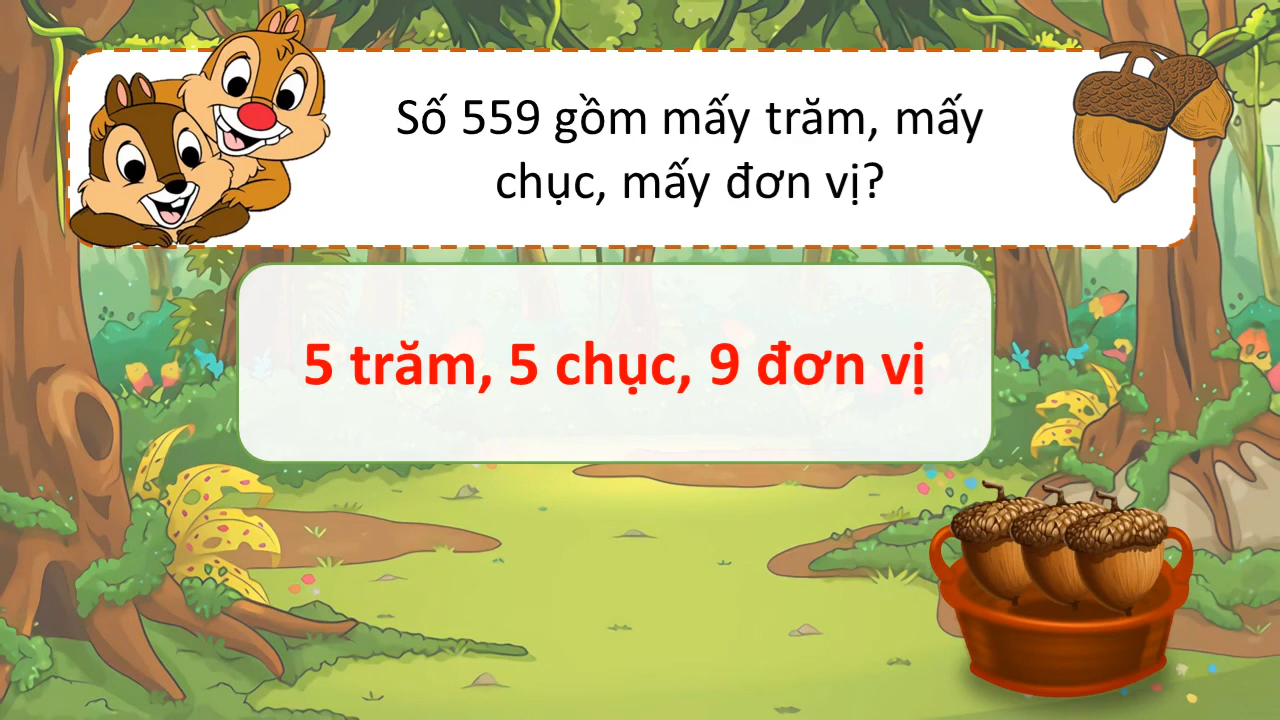 Số 559 gồm mấy trăm, mấy
chục, mấy đơn vị?
5 trăm, 5 chục, 9 đơn vị